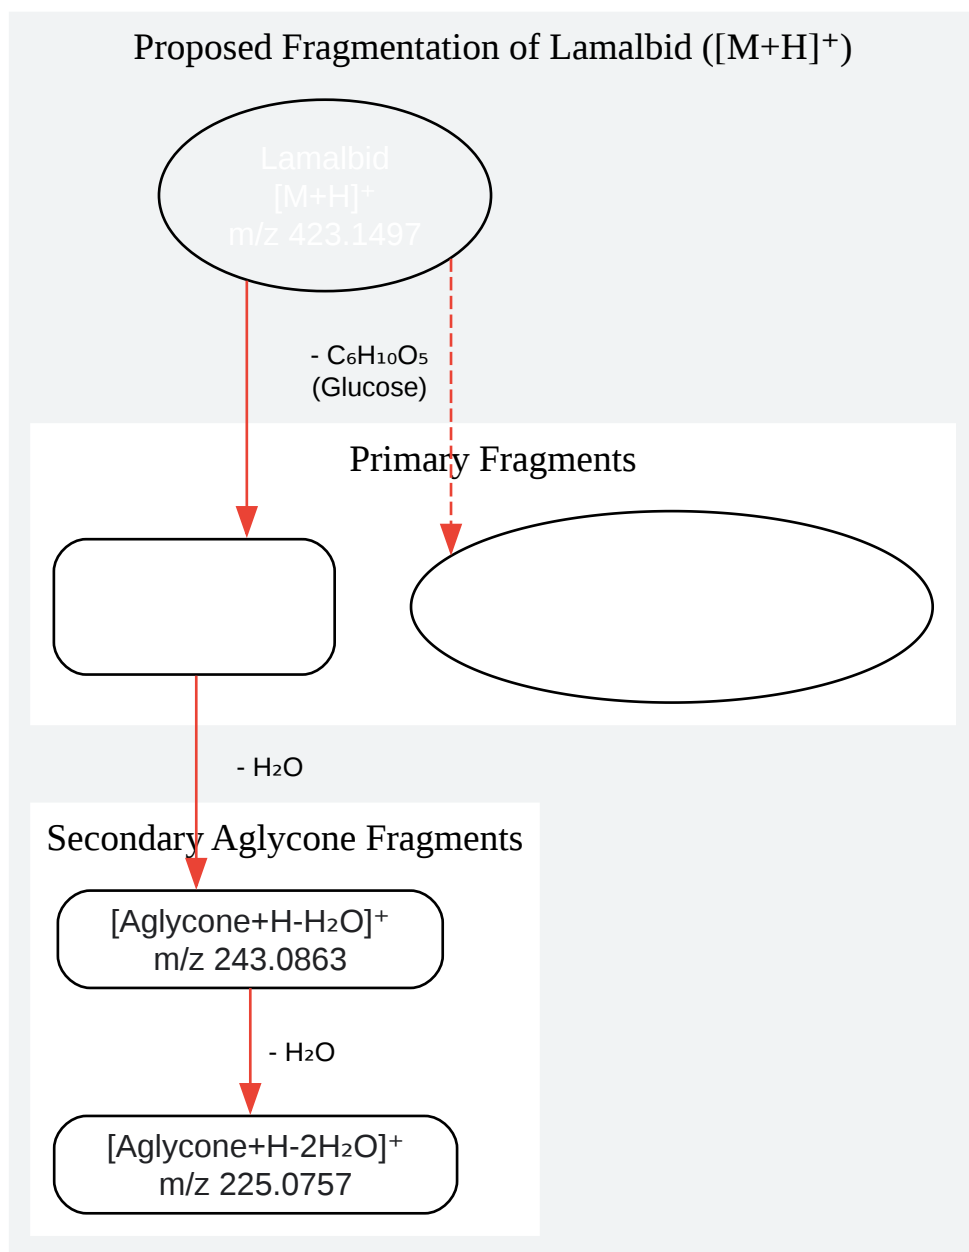 Proposed Fragmentation of Lamalbid ([M+H]⁺)
Lamalbid
[M+H]⁺
m/z 423.1497
- C₆H₁₀O₅
(Glucose)
Primary Fragments
- H₂O
Secondary Aglycone Fragments
[Aglycone+H-H₂O]⁺
m/z 243.0863
- H₂O
[Aglycone+H-2H₂O]⁺
m/z 225.0757